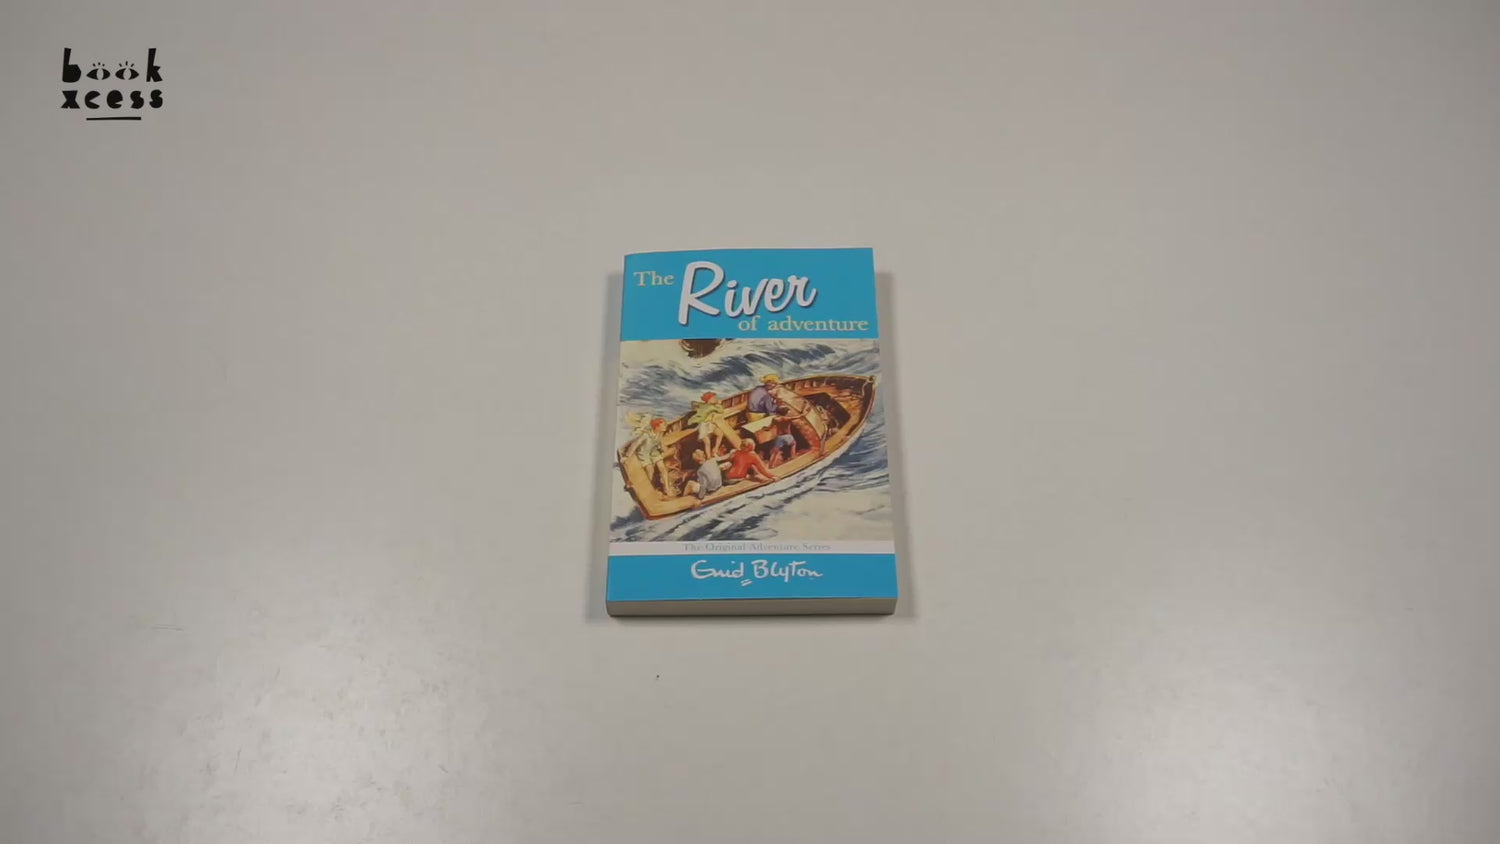 book
xcess
The River
of adventure
The Original Adventure Series
Enid Blyton